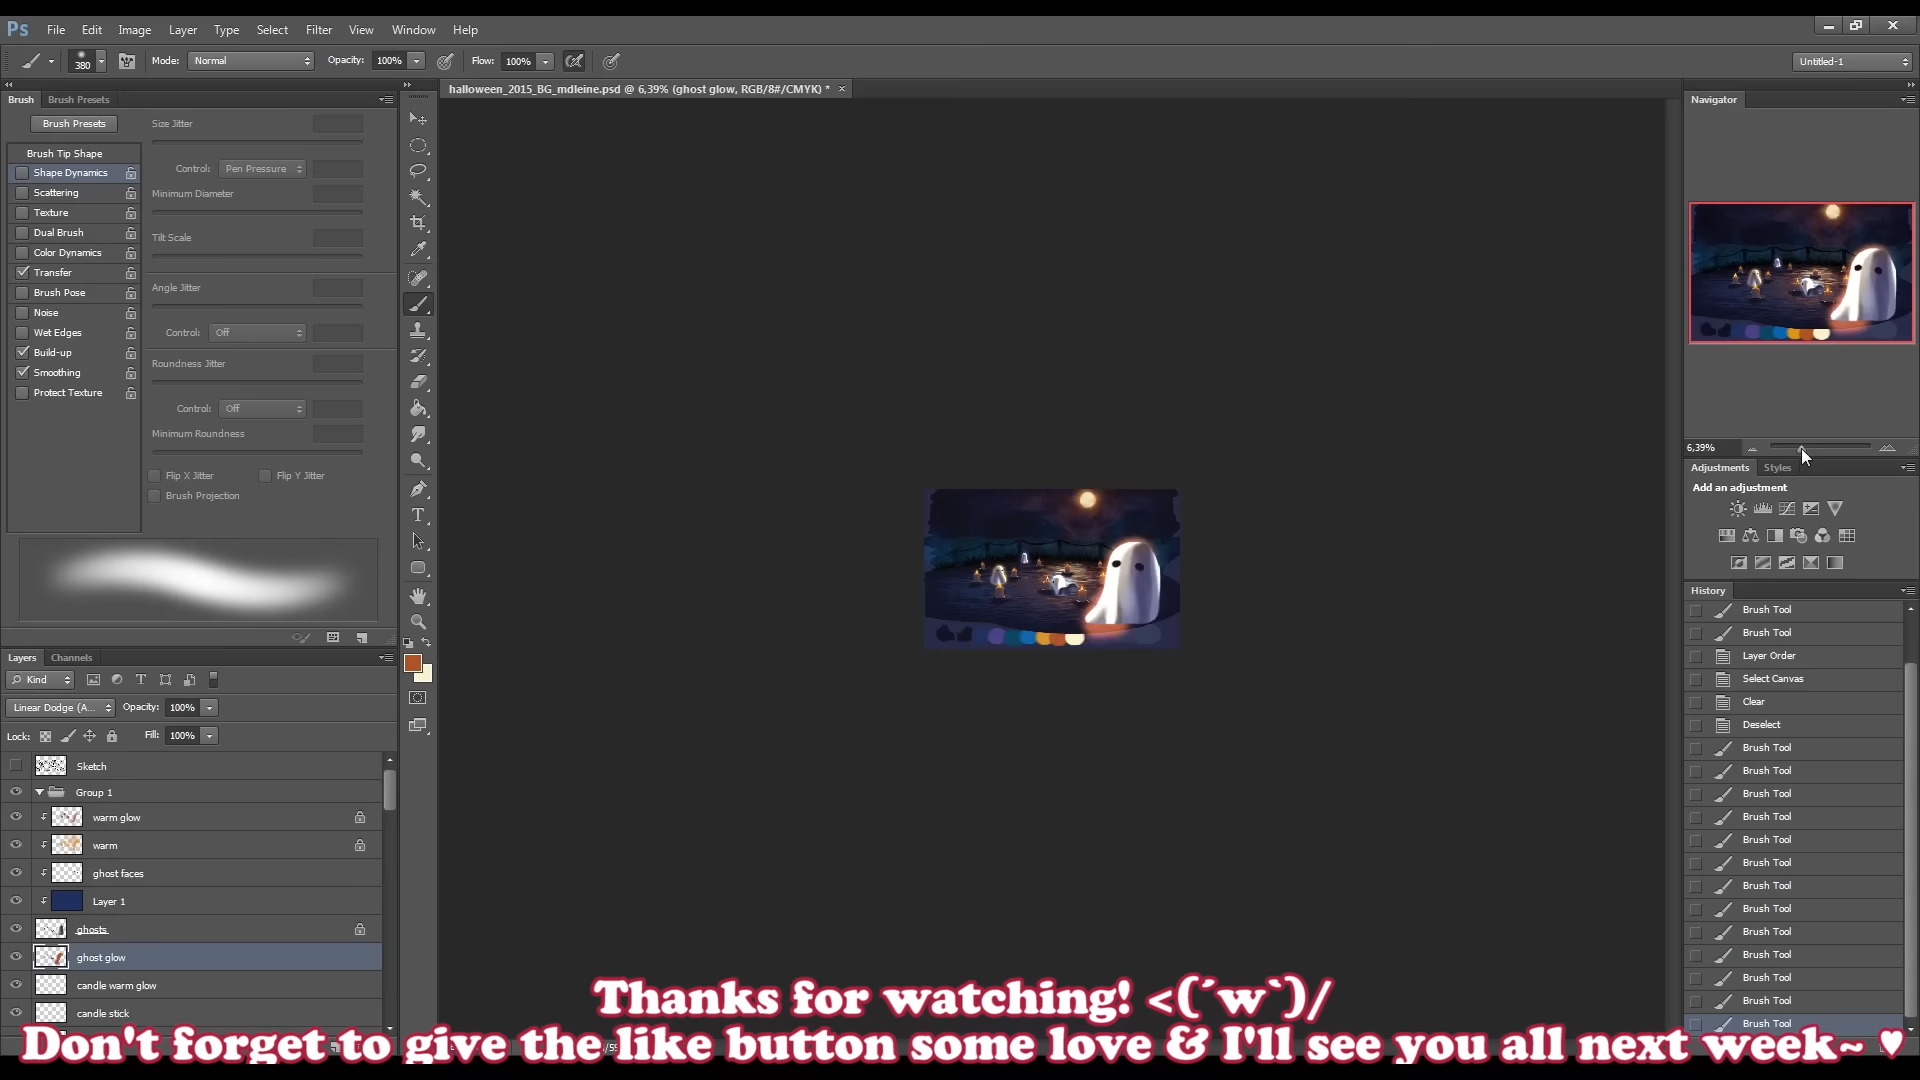 Ps File Edit Image Layer Type Select Filter View Window Help
380 Mode: Normal Opacity: 100% Flow: 100% Untitled-1
Brush Brush Presets
halloween_2015_BG_mdleine.psd @ 6,39% (ghost glow, RGB/8#/CMYK) *
Navigator
Brush Presets Size Jitter
Brush Tip Shape
Shape Dynamics
Control: Pen Pressure
Scattering
Minimum Diameter
Texture
Dual Brush
Tilt Scale
Color Dynamics
Transfer
Brush Pose
Angle Jitter
Noise
Wet Edges
Control: Off
Build-up
Roundness Jitter
Smoothing
Protect Texture
Control: Off
Minimum Roundness
Flip X Jitter Flip Y Jitter
Brush Projection
6,39%
Adjustments Styles
Add an adjustment
History
Brush Tool
Brush Tool
Layer Order
Select Canvas
Clear
Deselect
Brush Tool
Brush Tool
Brush Tool
Brush Tool
Brush Tool
Brush Tool
Brush Tool
Brush Tool
Brush Tool
Brush Tool
Brush Tool
Brush Tool
Brush Tool
Layers Channels
Kind
Linear Dodge (A... Opacity: 100%
Lock: Fill: 100%
Sketch
Group 1
warm glow
warm
ghost faces
Layer 1
ghosts
ghost glow
candle warm glow
candle stick
Thanks for watching! <(´w`)/
Don't forget to give the like button some love & I'll see you all next week~ ♥